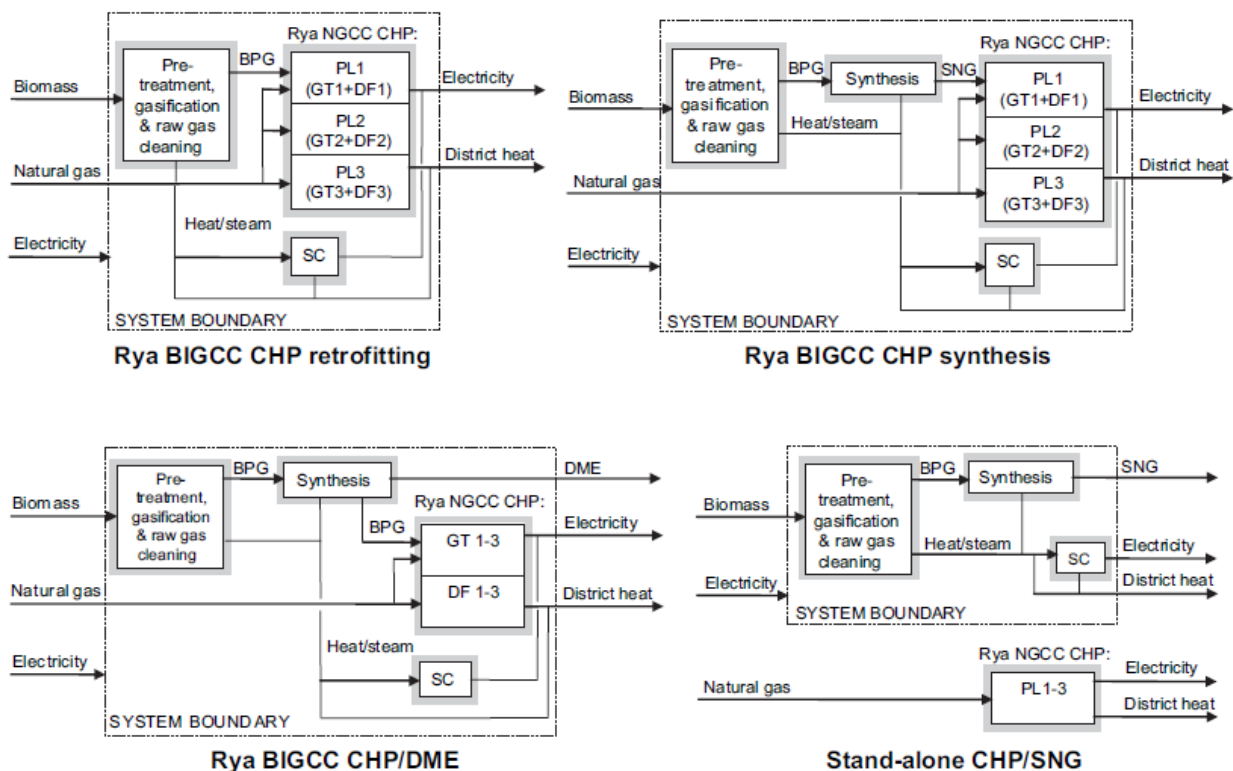 Rya NGCC CHP:
Biomass
Pre-
treatment,
gasification
& raw gas
cleaning
BPG
PL1
(GT1+DF1)
PL2
(GT2+DF2)
PL3
(GT3+DF3)
Electricity
District heat
Natural gas
Heat/steam
Electricity
SC
SYSTEM BOUNDARY
Rya BIGCC CHP retrofitting
Rya NGCC CHP:
Biomass
Pre-
treatment,
gasification
& raw gas
cleaning
BPG
Synthesis
SNG
PL1
(GT1+DF1)
PL2
(GT2+DF2)
PL3
(GT3+DF3)
Electricity
District heat
Heat/steam
Natural gas
Electricity
SC
SYSTEM BOUNDARY
Rya BIGCC CHP synthesis
Biomass
Pre-
treatment,
gasification
& raw gas
cleaning
BPG
Synthesis
DME
Rya NGCC CHP:
BPG
GT 1-3
DF 1-3
Electricity
District heat
Natural gas
Heat/steam
Electricity
SC
SYSTEM BOUNDARY
Rya BIGCC CHP/DME
Biomass
Pre-
treatment,
gasification
& raw gas
cleaning
BPG
Synthesis
SNG
Heat/steam
SC
Electricity
District heat
Electricity
SYSTEM BOUNDARY
Rya NGCC CHP:
Natural gas
PL1-3
Electricity
District heat
Stand-alone CHP/SNG